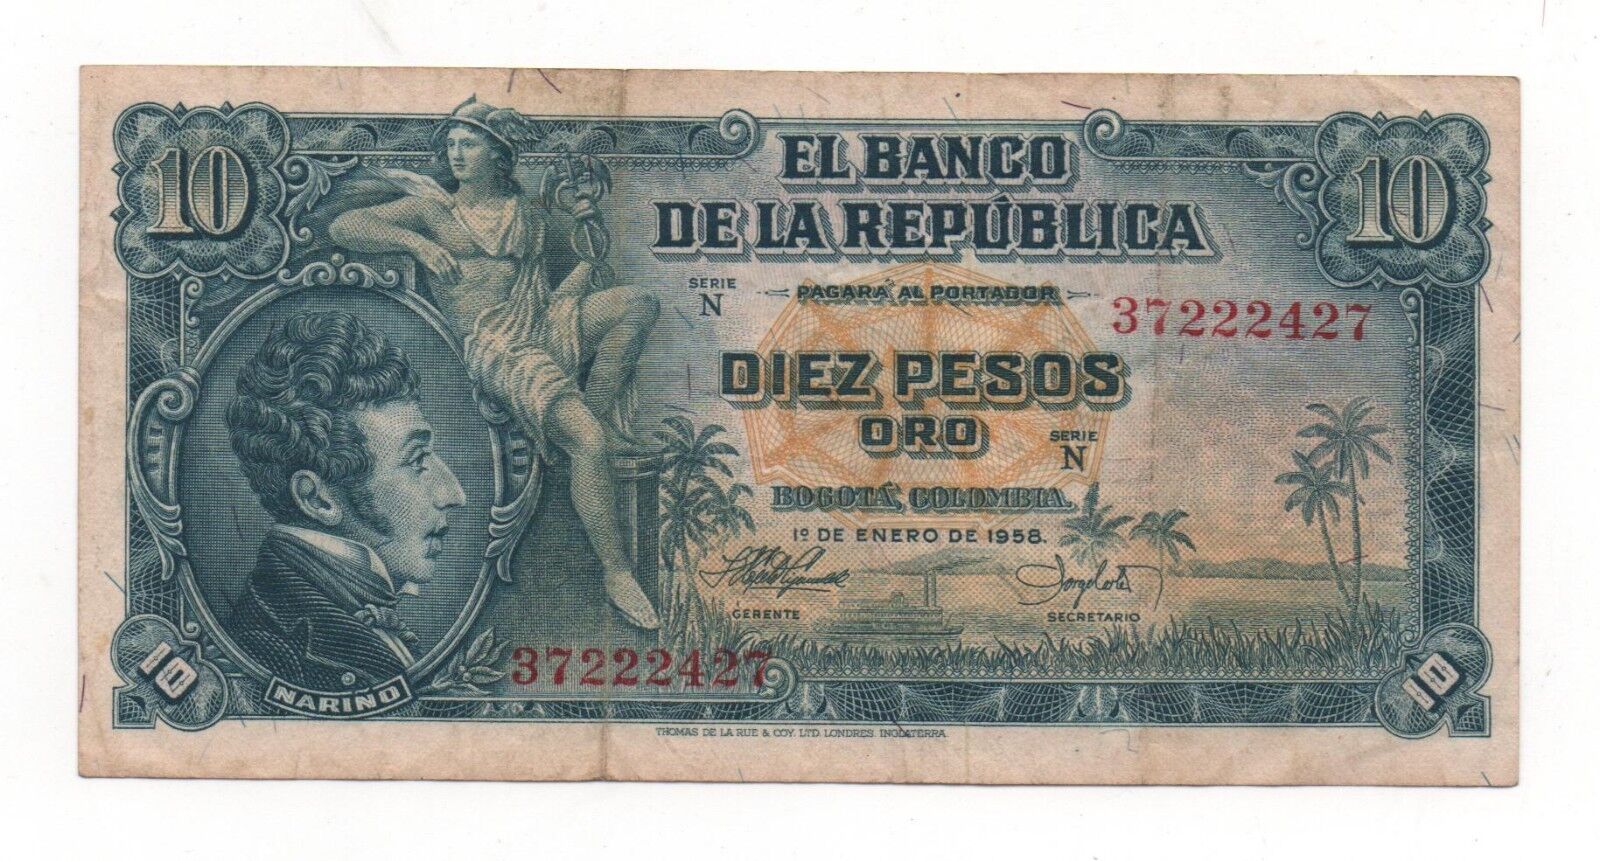 10
EL BANCO
10
DE LA REPÚBLICA
SERIE
N
PAGARÁ AL PORTADOR
37222427
DIEZ PESOS
ORO
SERIE
N
BOGOTÁ, COLOMBIA.
1º DE ENERO DE 1958.
GERENTE
SECRETARIO
37222427
10
NARIÑO
10
THOMAS DE LA RUE & COY. LTD. LONDRES. INGLATERRA.